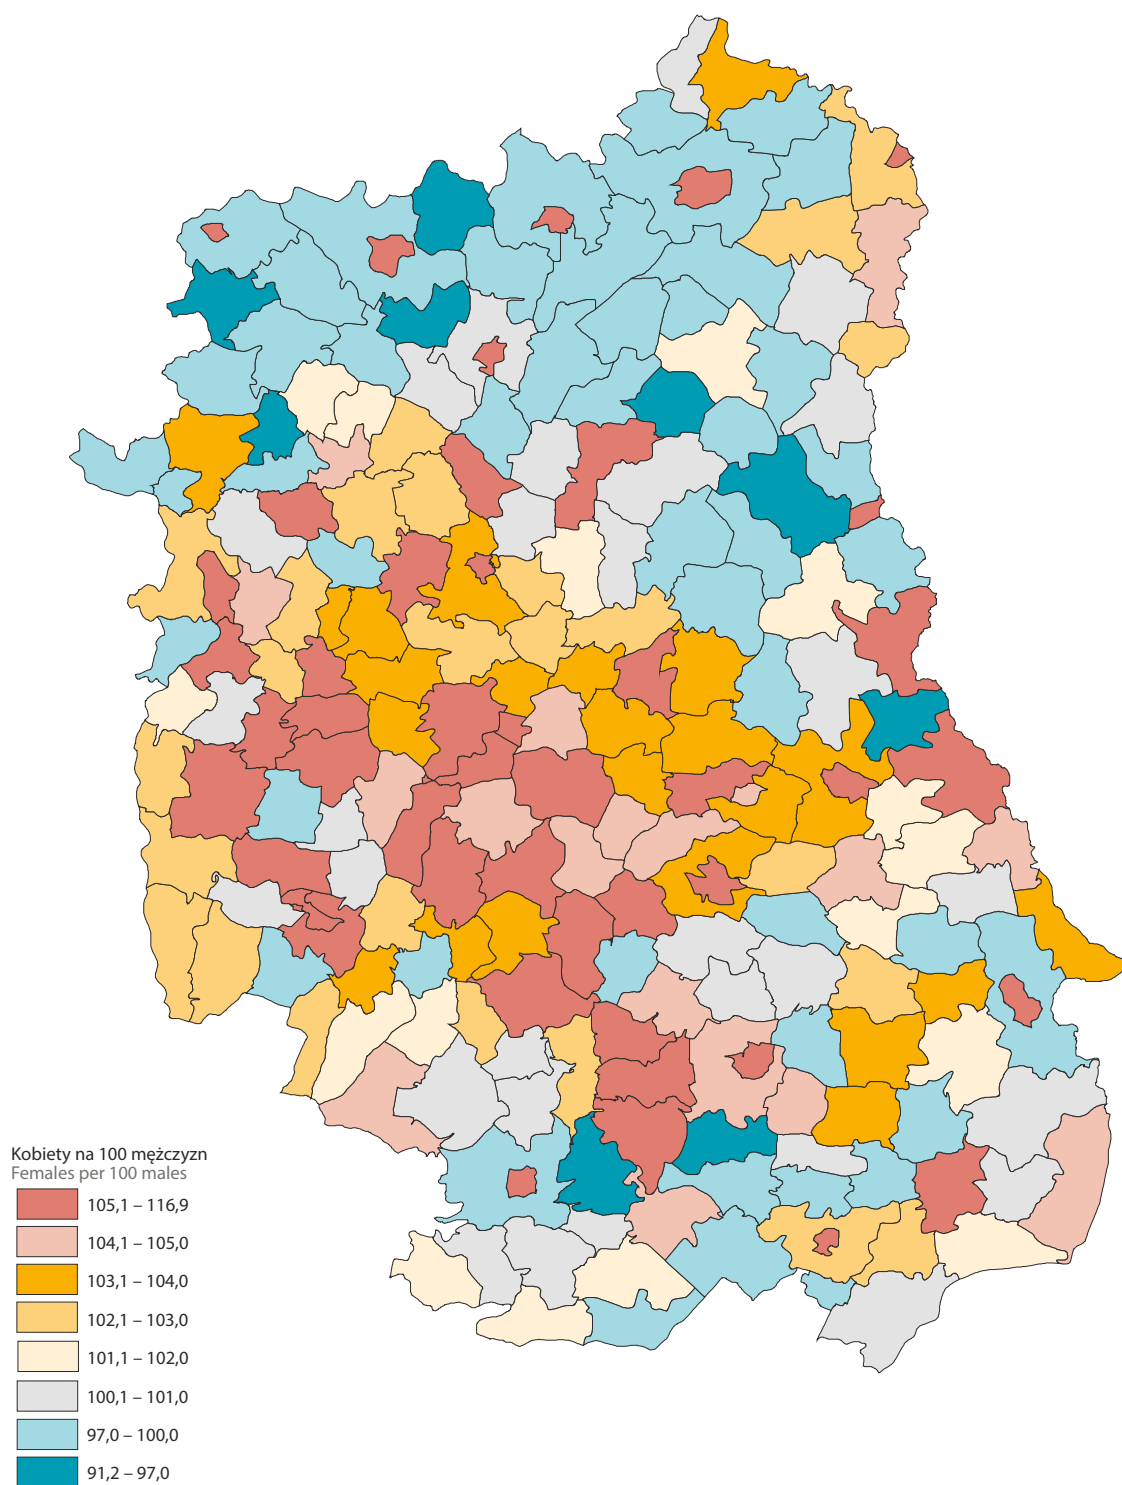 Kobiety na 100 mężczyzn
Females per 100 males
105,1 – 116,9
104,1 – 105,0
103,1 – 104,0
102,1 – 103,0
101,1 – 102,0
100,1 – 101,0
97,0 – 100,0
91,2 – 97,0